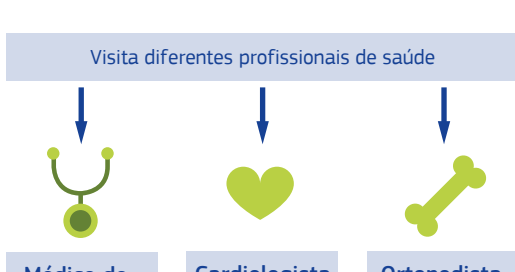 Visita diferentes profissionais de saúde
Médico de
Cardiologista
Ortopedista